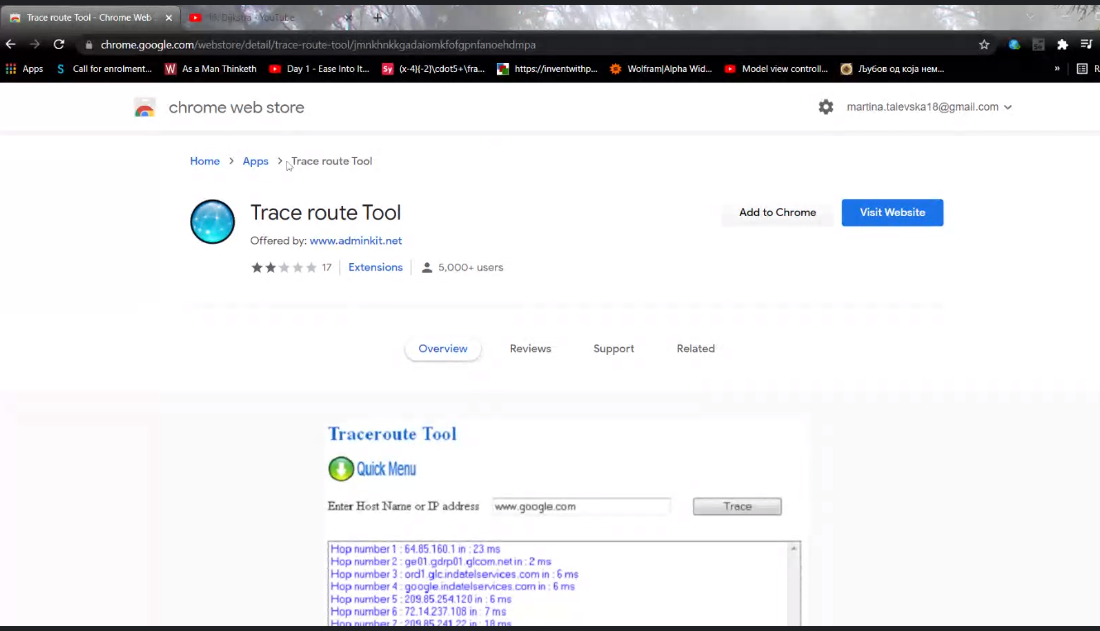 Trace route Tool - Chrome Web
YouTube
chrome.google.com/webstore/detail/trace-route-tool/jmnkhnkkgadaiomkfofgpnfanoehdmpa
Apps
Call for enrolment...
As a Man Thinketh
Day 1 - Ease Into It...
(x-4)(-2)\cdot5+\fra...
https://inventwithp...
Wolfram|Alpha Wid...
Model view controll...
Љубов од која нем...
»
R
chrome web store
martina.talevska18@gmail.com
Home > Apps > Trace route Tool
Trace route Tool
Add to Chrome
Visit Website
Offered by: www.adminkit.net
17
Extensions
5,000+ users
Overview
Reviews
Support
Related
Traceroute Tool
Quick Menu
Enter Host Name or IP address
www.google.com
Trace
Hop number 1 : 64.85.160.1 in : 23 ms
Hop number 2 : ge01.gdrp01.glcom.net in : 2 ms
Hop number 3 : ord1.glc.indatelservices.com in : 6 ms
Hop number 4 : google.indatelservices.com in : 6 ms
Hop number 5 : 209.85.254.120 in : 6 ms
Hop number 6 : 72.14.237.108 in : 7 ms
Hop number 7 : 209.85.241.22 in : 18 ms